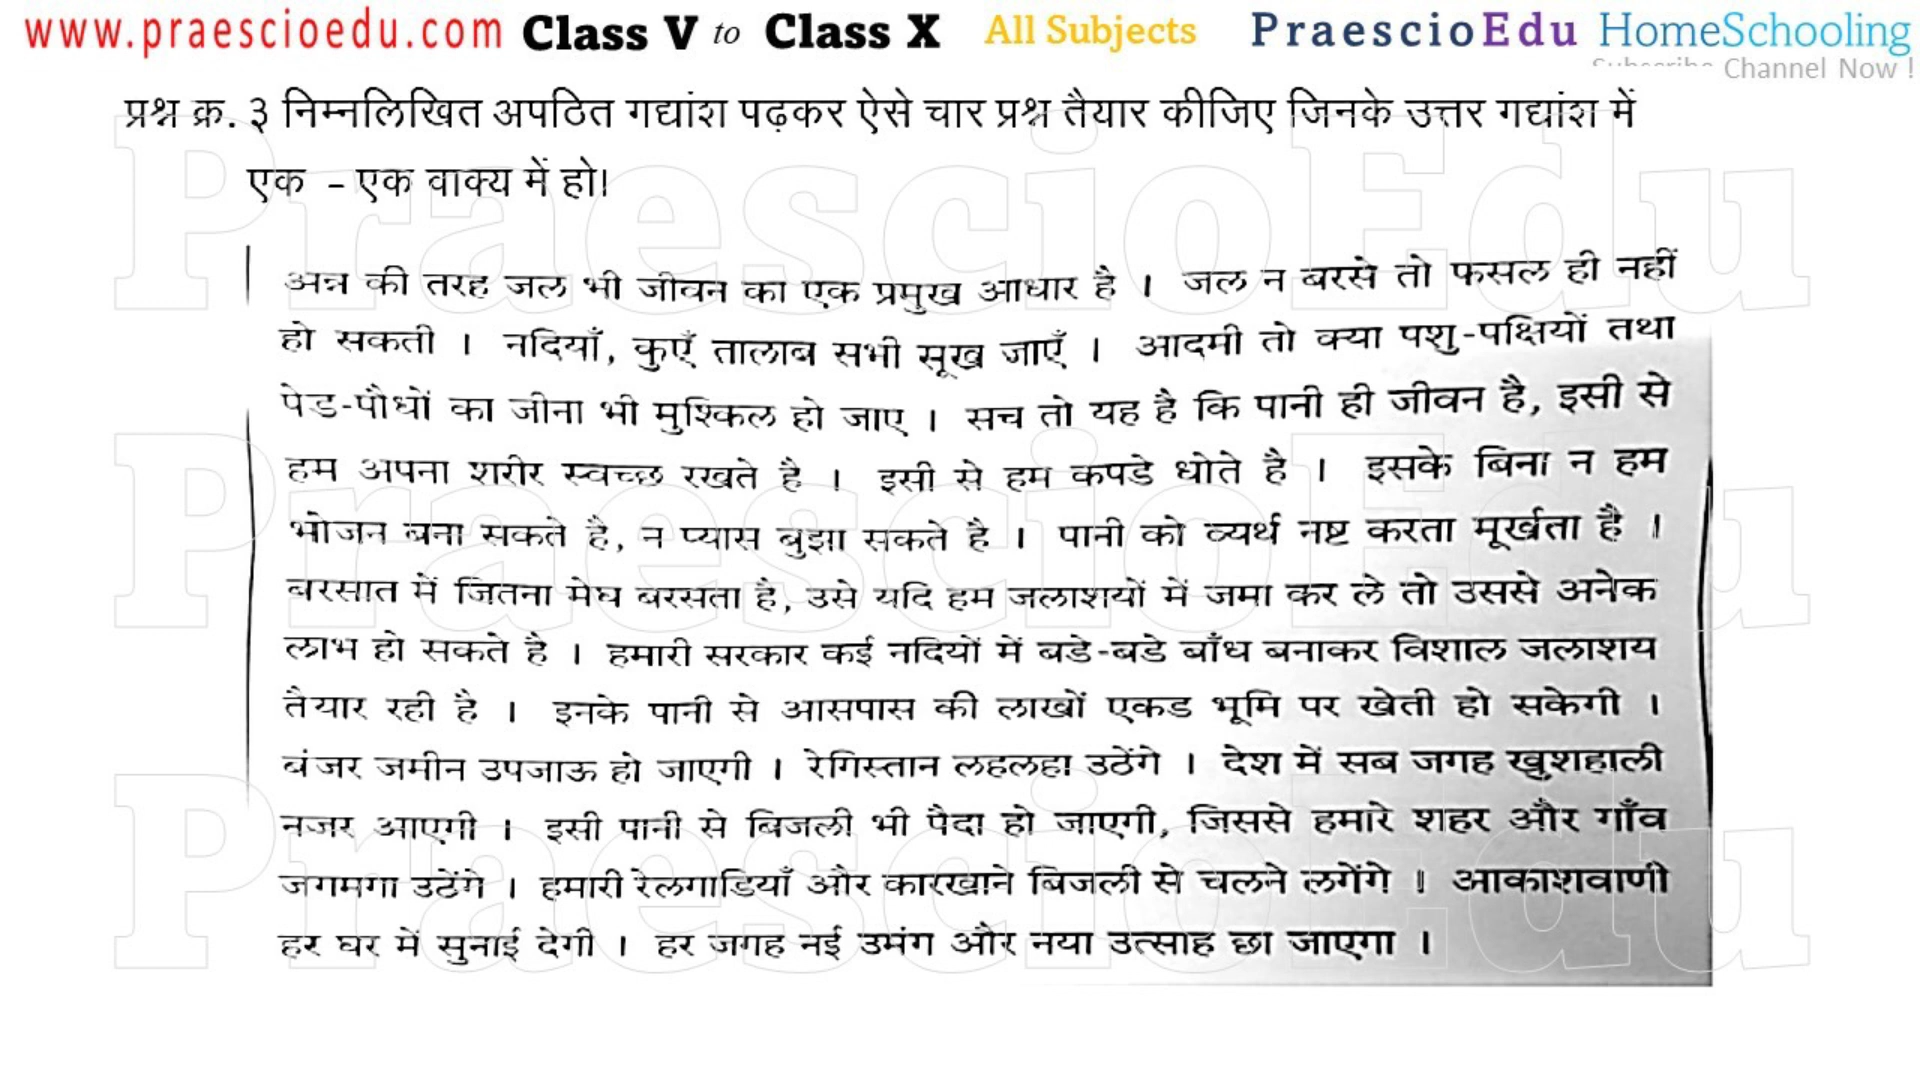 www.praescioedu.com Class V to Class X All Subjects PraescioEdu HomeSchooling
Channel Now !
प्रश्न क्र. ३ निम्नलिखित अपठित गद्यांश पढ़कर ऐसे चार प्रश्न तैयार कीजिए जिनके उत्तर गद्यांश में
एक – एक वाक्य में हो।
अन्न की तरह जल भी जीवन का एक प्रमुख आधार है । जल न बरसे तो फसल ही नहीं
हो सकती । नदियाँ, कुएँ तालाब सभी सूख जाएँ । आदमी तो क्या पशु-पक्षियों तथा
पेड-पौधों का जीना भी मुश्किल हो जाए । सच तो यह है कि पानी ही जीवन है, इसी से
हम अपना शरीर स्वच्छ रखते है । इसी से हम कपडे धोते है । इसके बिना न हम
भोजन बना सकते है, न प्यास बुझा सकते है । पानी को व्यर्थ नष्ट करता मूर्खता है ।
बरसात में जितना मेघ बरसता है, उसे यदि हम जलाशयों में जमा कर ले तो उससे अनेक
लाभ हो सकते है । हमारी सरकार कई नदियों में बडे-बडे बाँध बनाकर विशाल जलाशय
तैयार रही है । इनके पानी से आसपास की लाखों एकड भूमि पर खेती हो सकेगी ।
बंजर जमीन उपजाऊ हो जाएगी । रेगिस्तान लहलहा उठेंगे । देश में सब जगह खुशहाली
नजर आएगी । इसी पानी से बिजली भी पैदा हो जाएगी, जिससे हमारे शहर और गाँव
जगमगा उठेंगे । हमारी रेलगाडियाँ और कारखाने बिजली से चलने लगेंगे । आकाशवाणी
हर घर में सुनाई देगी । हर जगह नई उमंग और नया उत्साह छा जाएगा ।
PraescioEdu
PraescioEdu
PraescioEdu